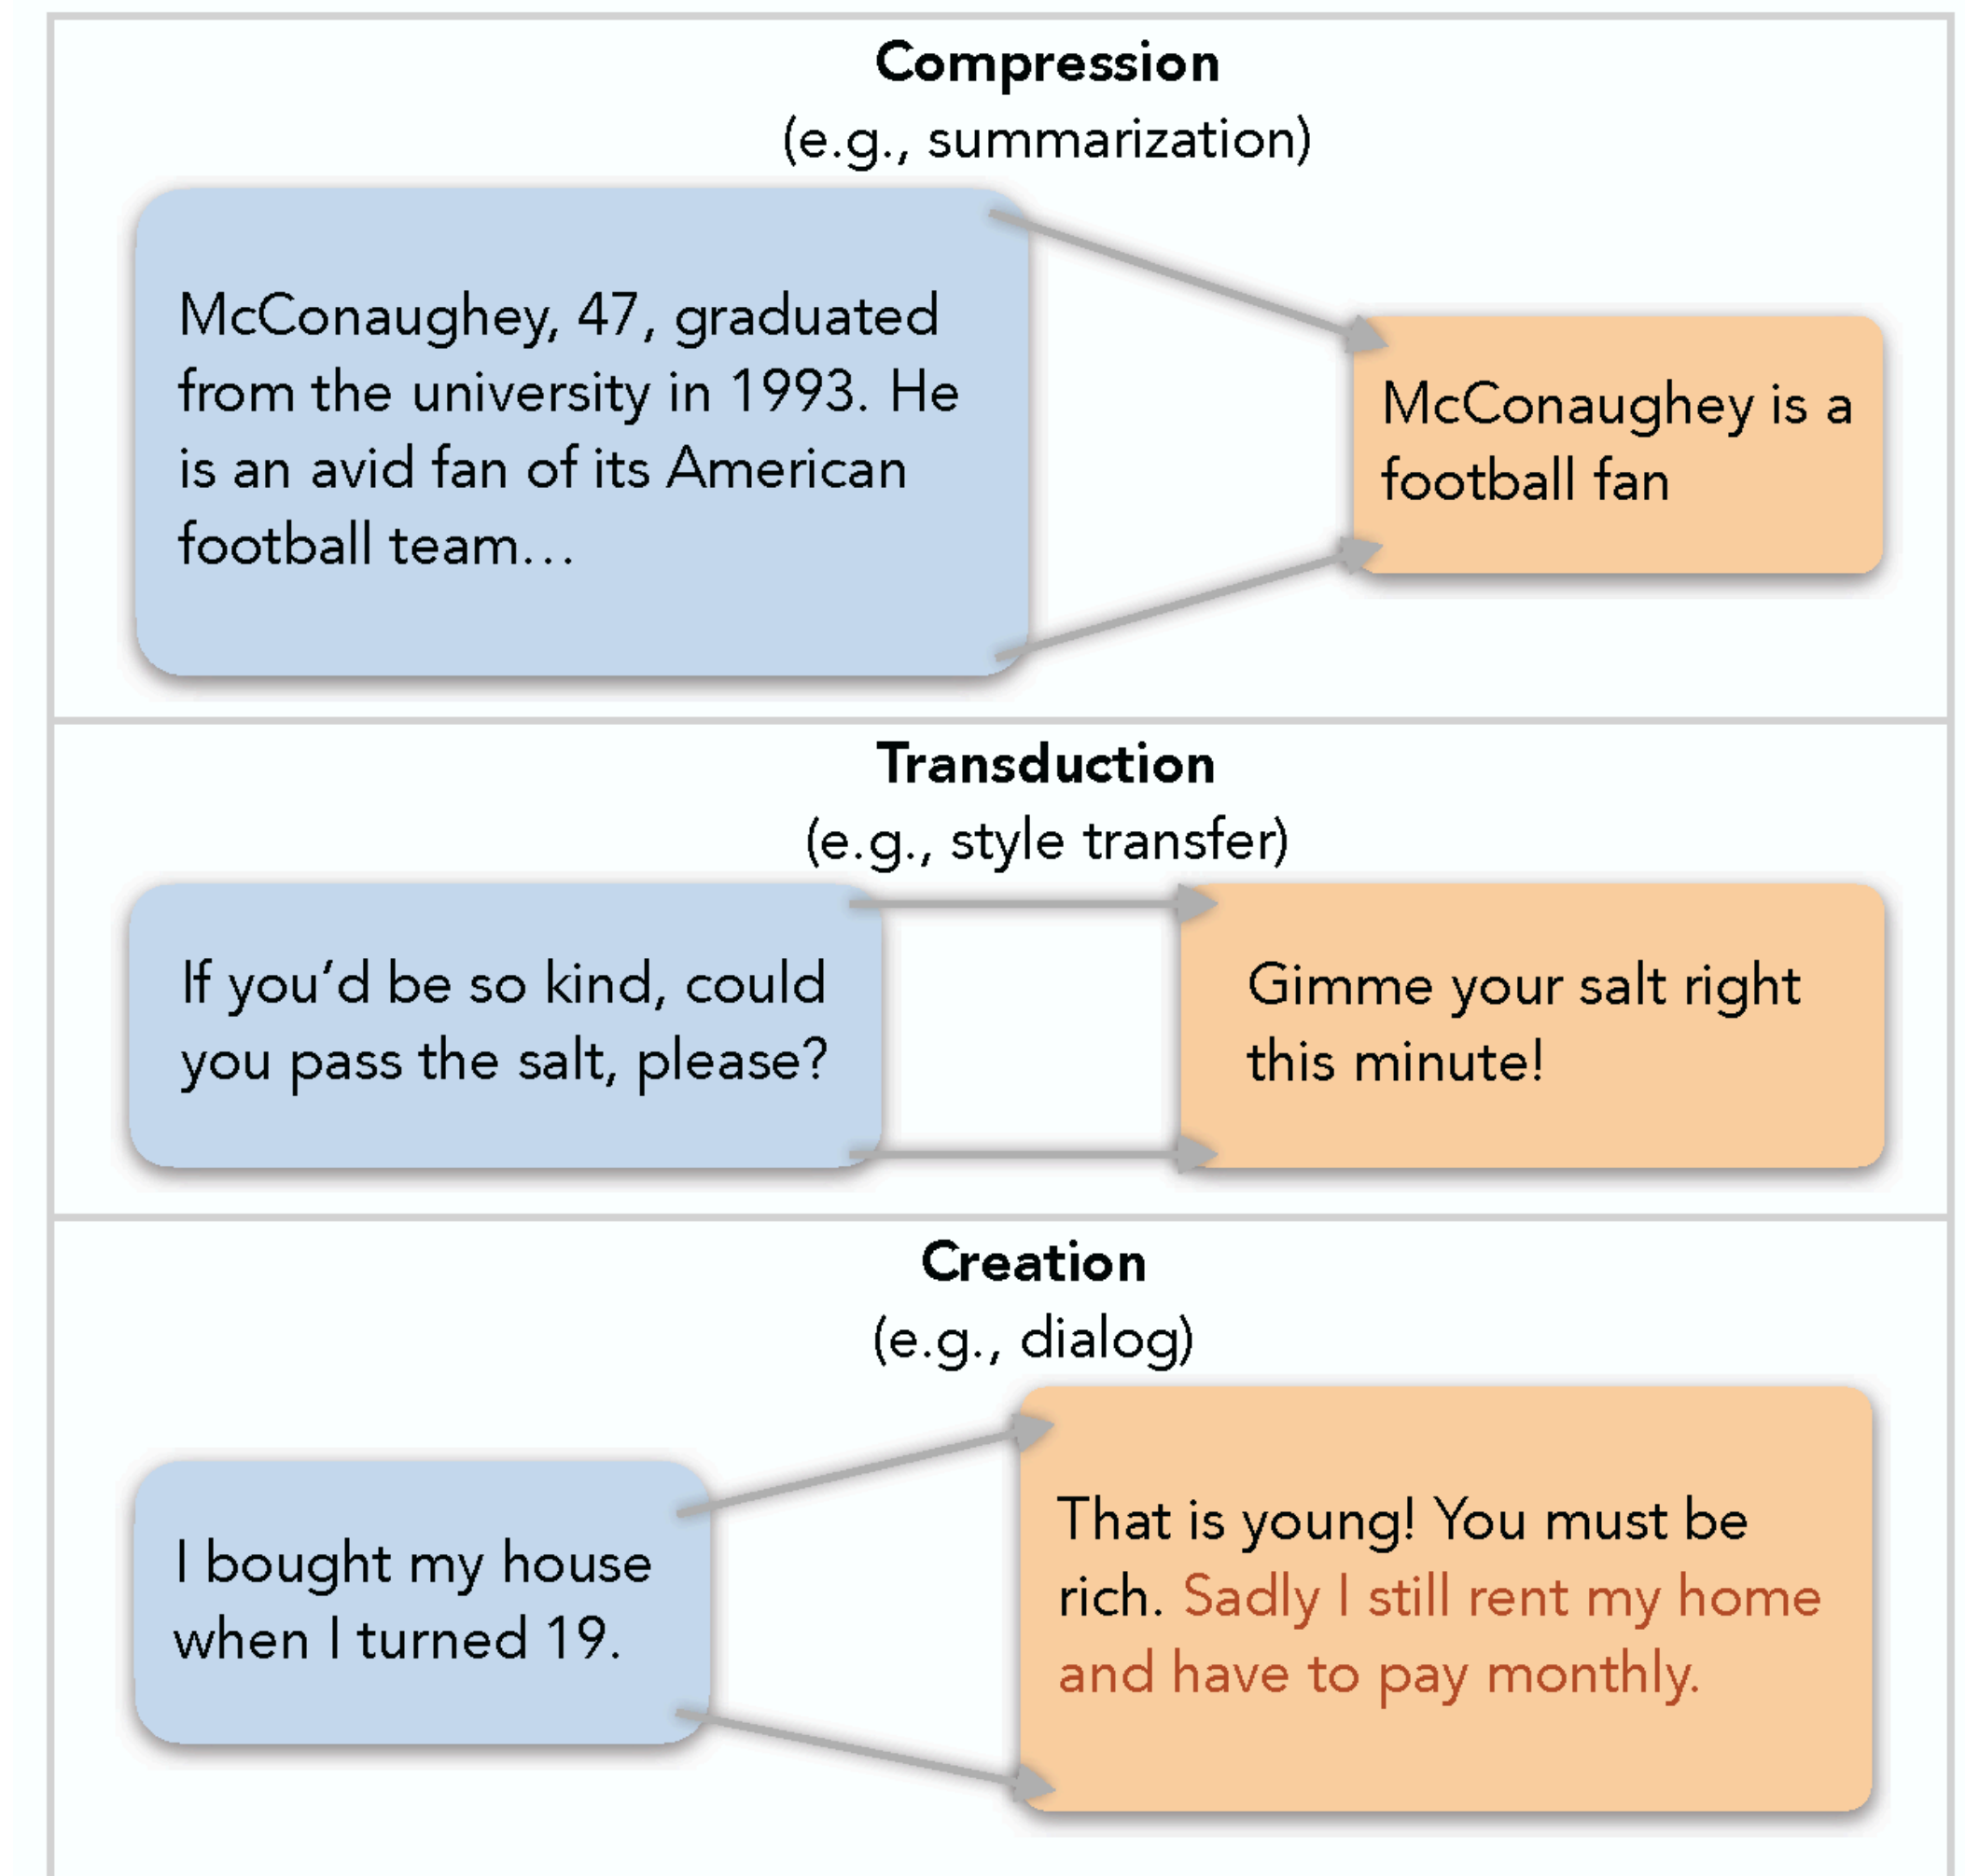 Compression
(e.g., summarization)
McConaughey, 47, graduated
from the university in 1993. He
is an avid fan of its American
football team…
McConaughey is a
football fan
Transduction
(e.g., style transfer)
If you’d be so kind, could
you pass the salt, please?
Gimme your salt right
this minute!
Creation
(e.g., dialog)
I bought my house
when I turned 19.
That is young! You must be
rich. Sadly I still rent my home
and have to pay monthly.